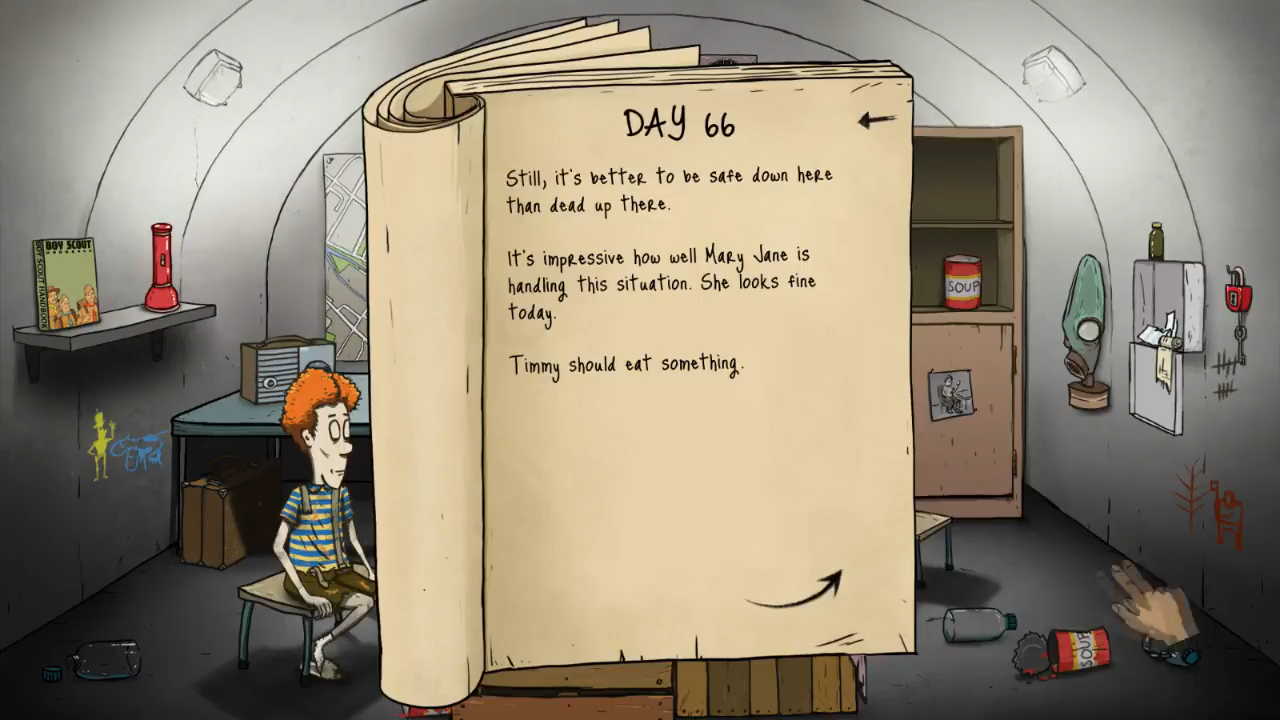 DAY 66
Still, it's better to be safe down here
than dead up there.
It's impressive how well Mary Jane is
handling this situation. She looks fine
today.
Timmy should eat something.
BOY SCOUT
BOY SCOUT HANDBOOK
SOUP
SOUP